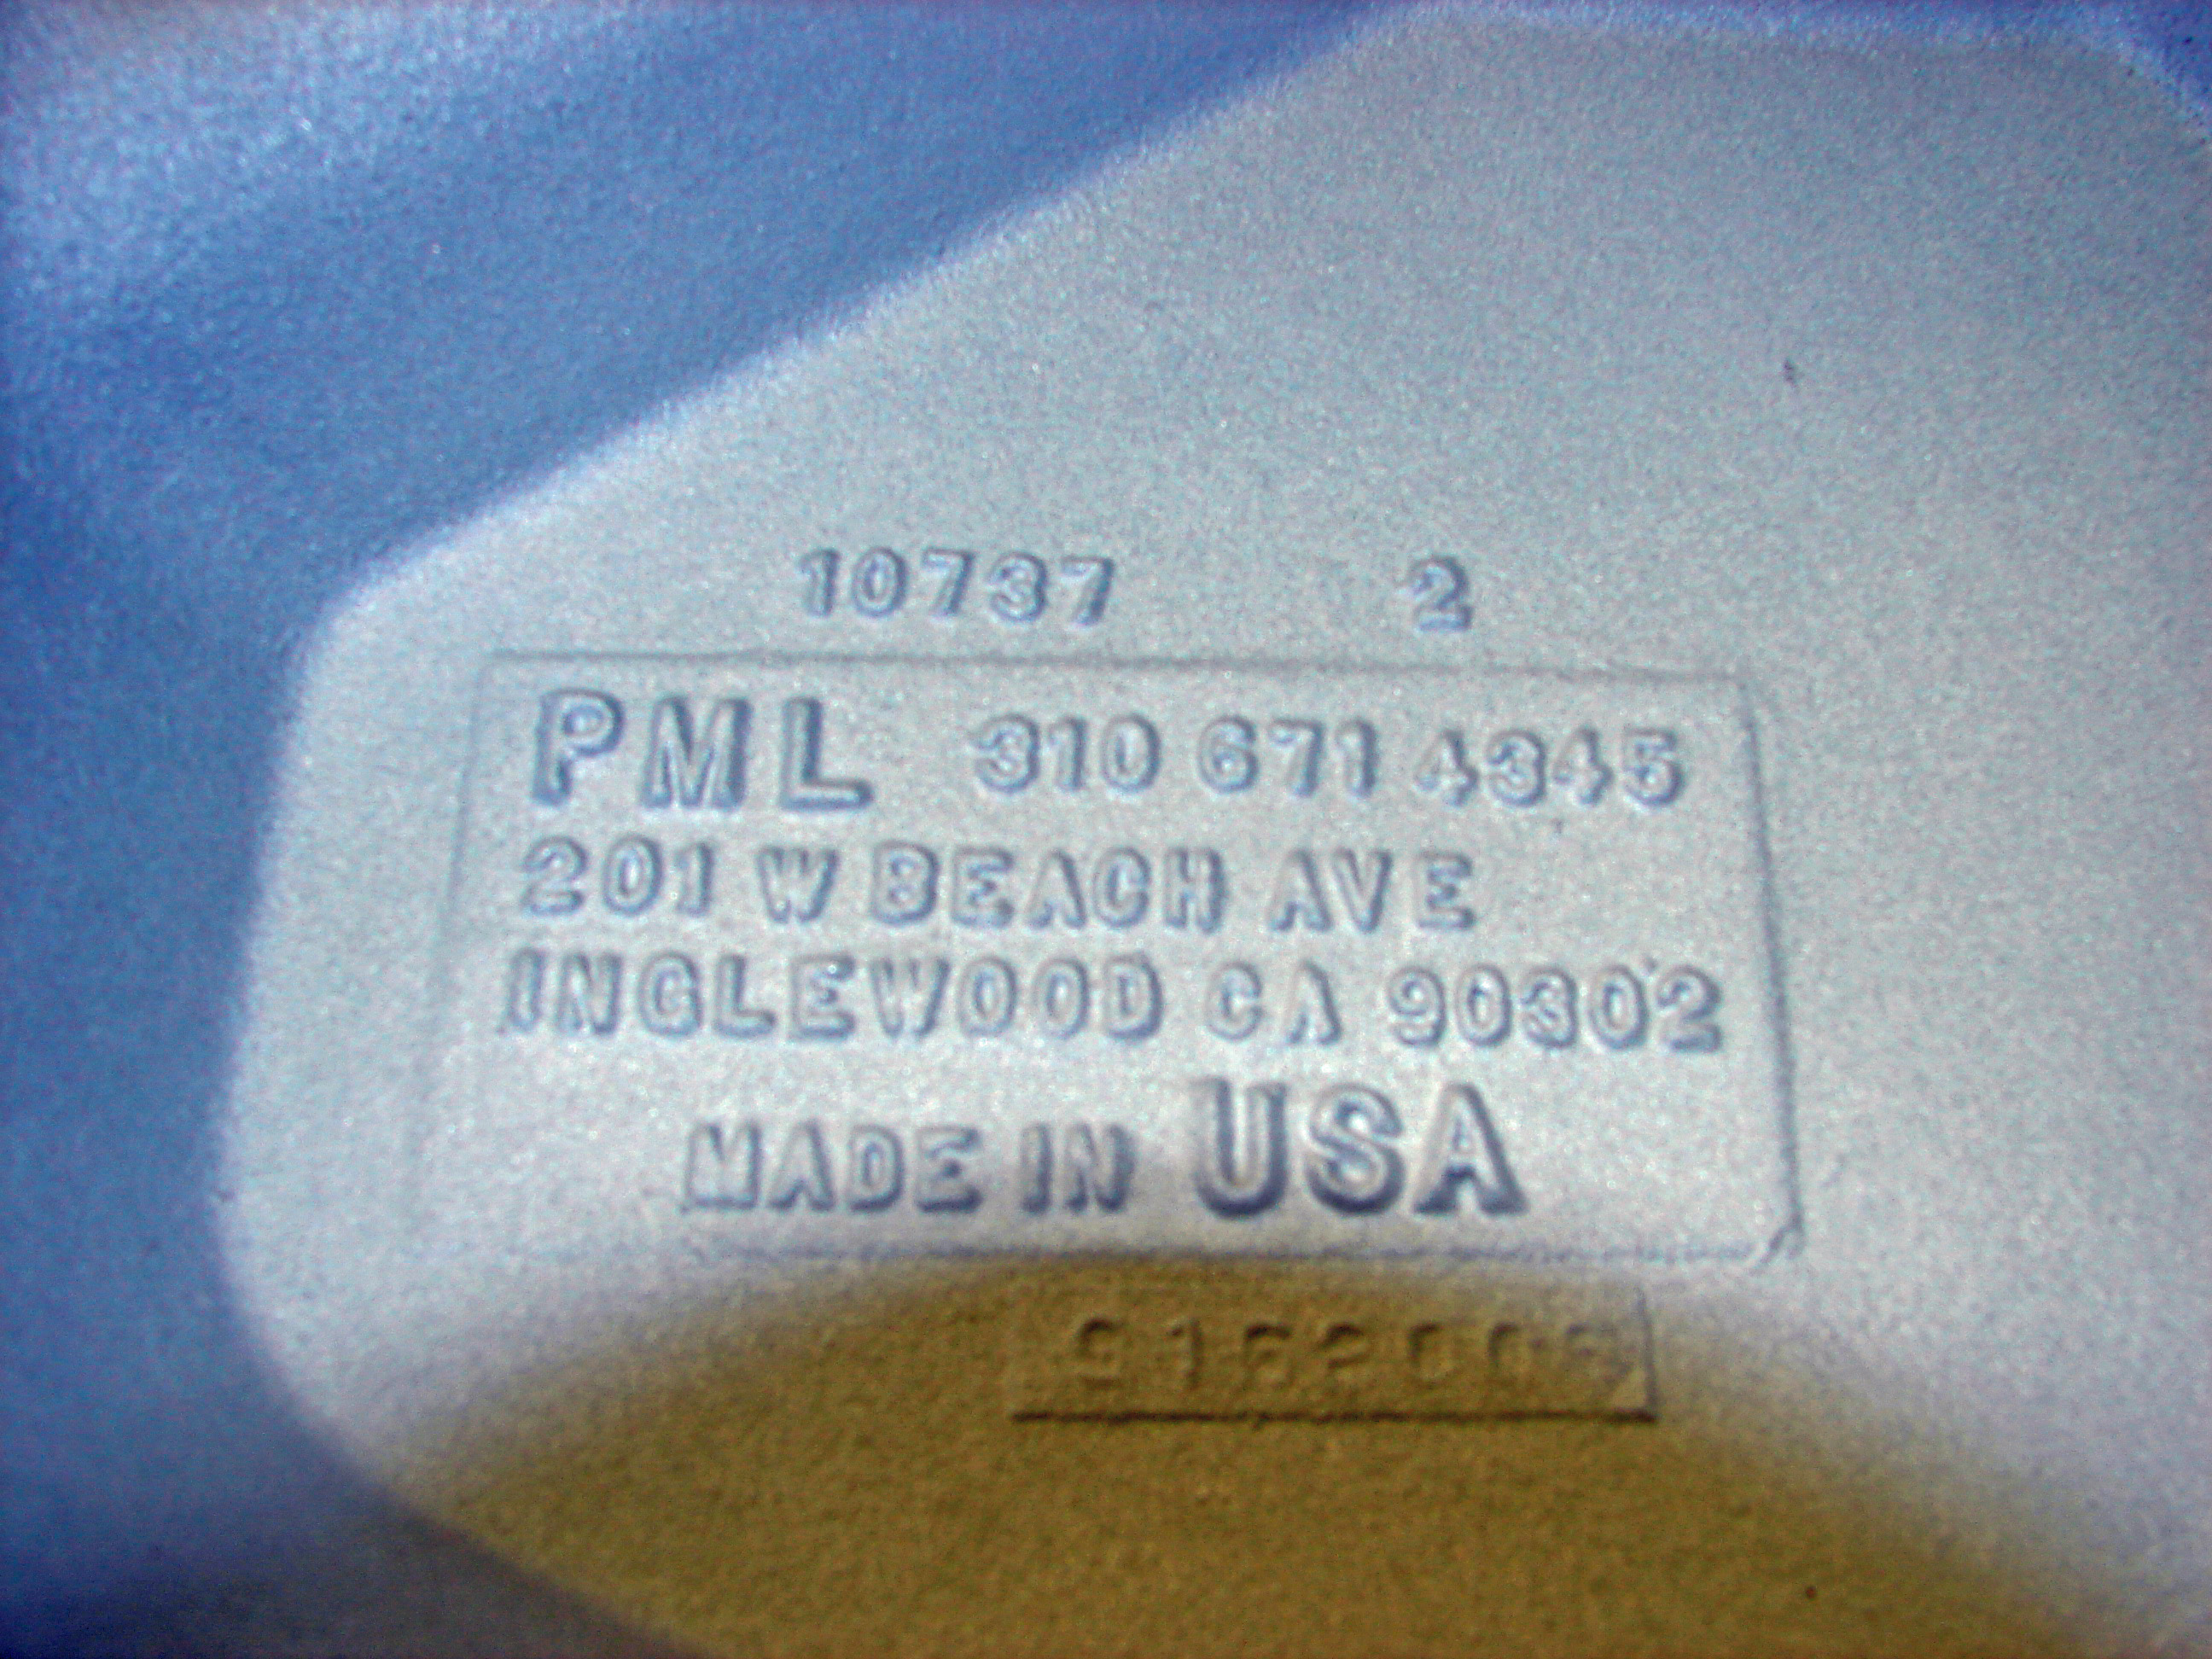 10737 2
PML 310 671 4345
201 W BEACH AVE
INGLEWOOD CA 90302
MADE IN USA